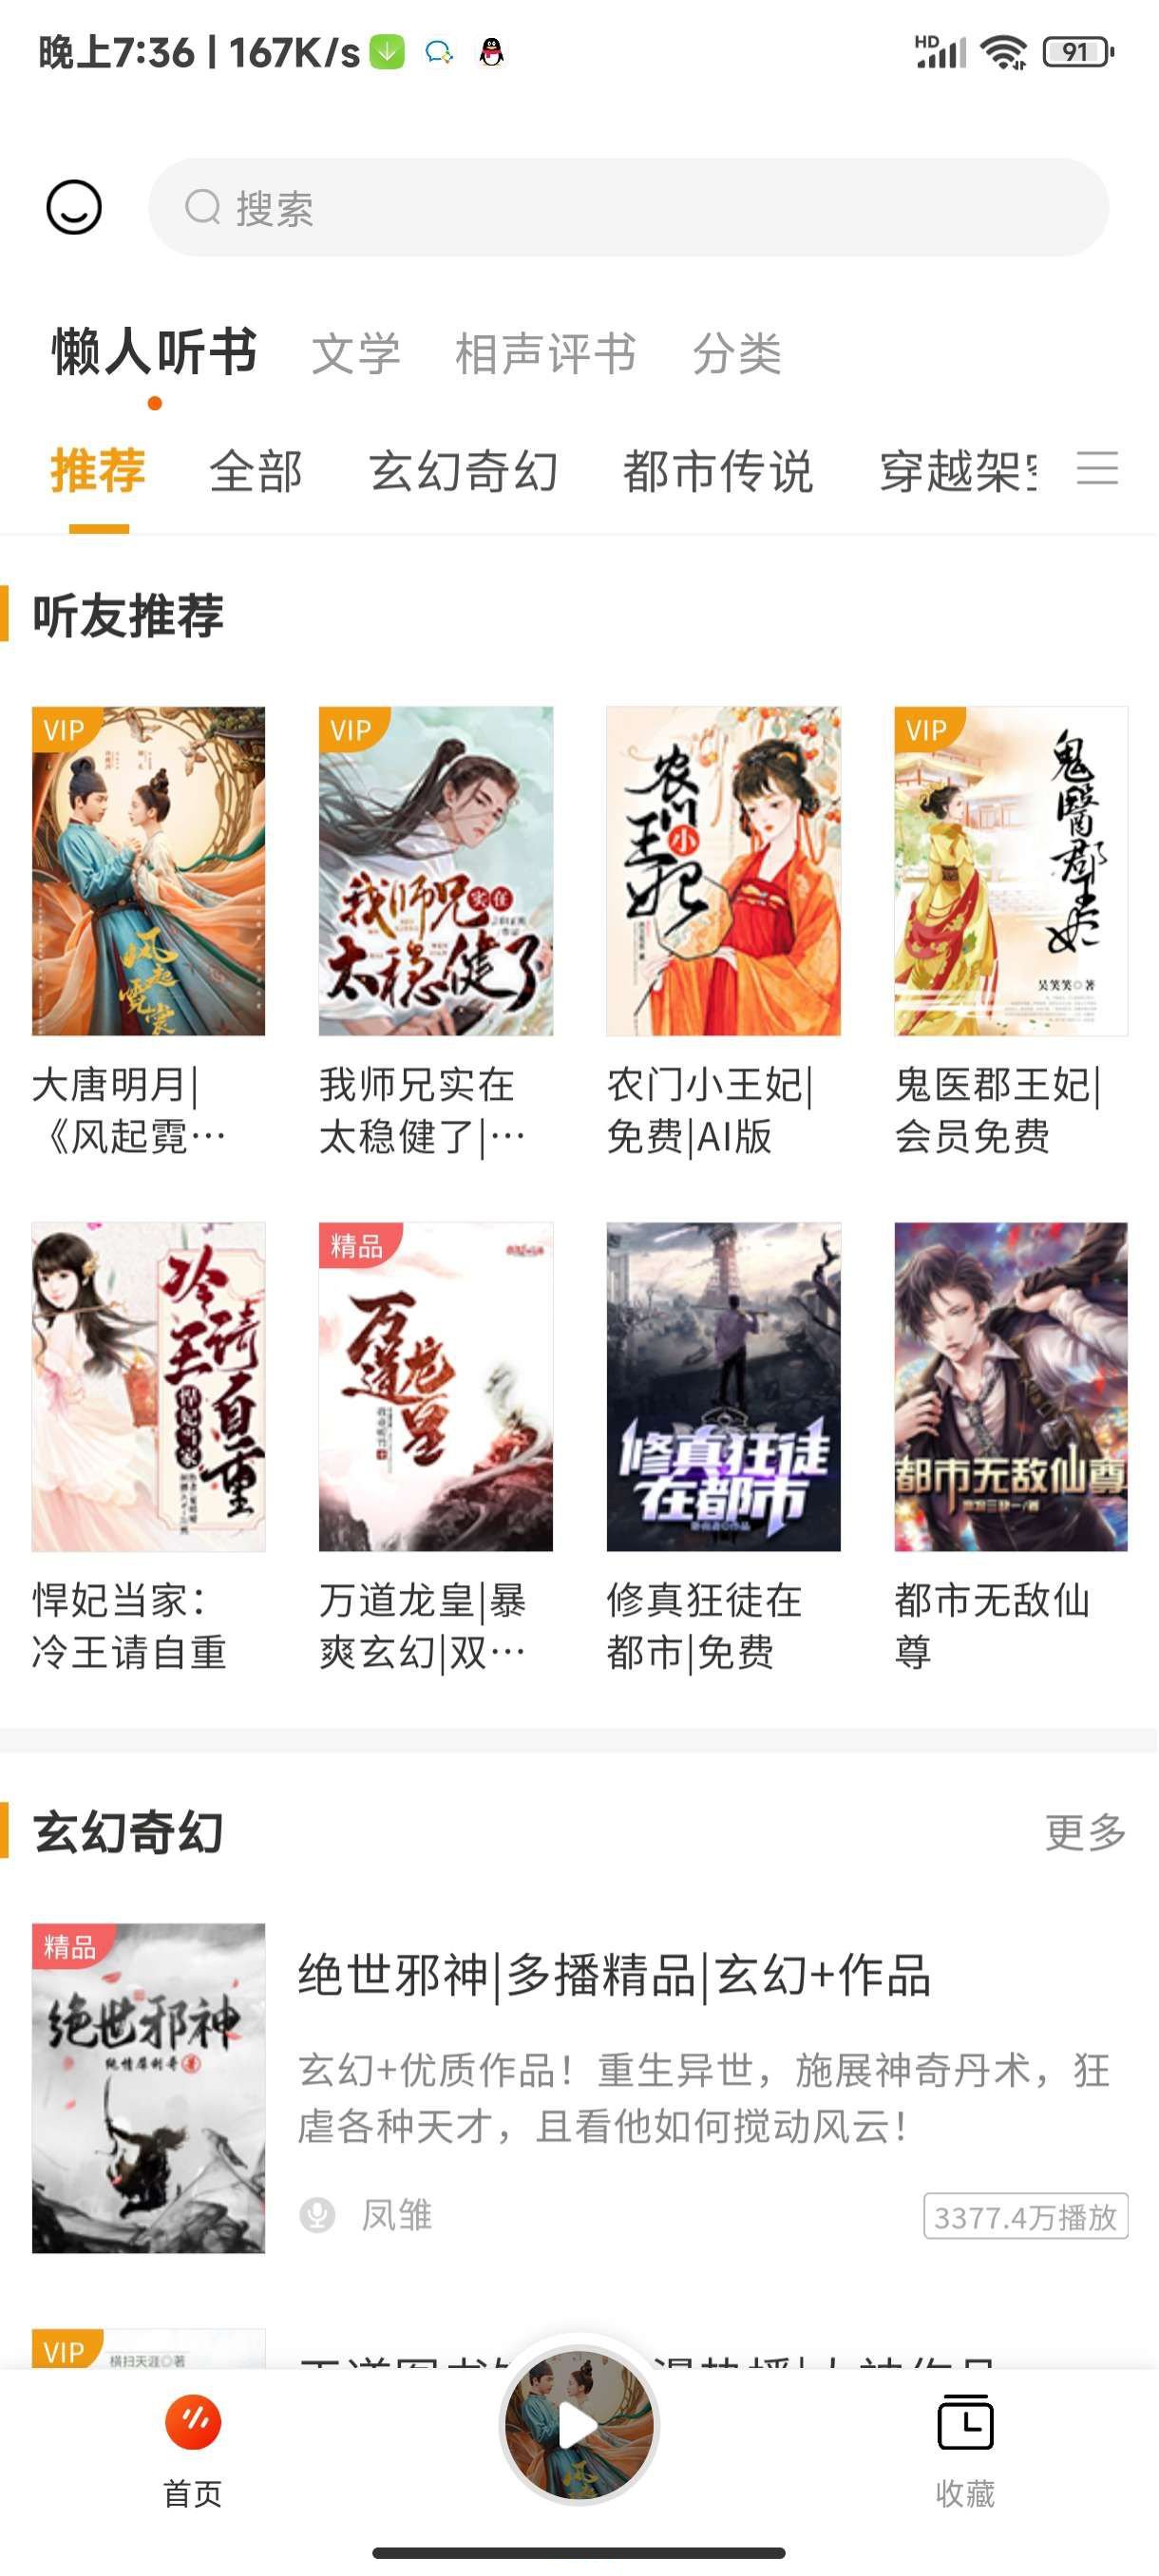 晚上7:36 | 167K/s
HD
91
搜索
懒人听书 文学 相声评书 分类
推荐 全部 玄幻奇幻 都市传说 穿越架
听友推荐
VIP
风起霓裳
VIP
我师兄实在
太稳健了
农门小王妃
VIP
鬼醫郡王妃
吴笑笑◎著
大唐明月|
《风起霓…
我师兄实在
太稳健了|…
农门小王妃|
免费|AI版
鬼医郡王妃|
会员免费
冷王请自重
悍妃当家
精品
万道龙皇
修真狂徒
在都市
都市无敌仙尊
悍妃当家：
冷王请自重
万道龙皇|暴
爽玄幻|双…
修真狂徒在
都市|免费
都市无敌仙
尊
玄幻奇幻
更多
精品
绝世邪神
绝情犀利哥 著
绝世邪神|多播精品|玄幻+作品
玄幻+优质作品！重生异世，施展神奇丹术，狂
虐各种天才，且看他如何搅动风云！
凤雏
3377.4万播放
VIP
横扫天涯◎著
首页
收藏